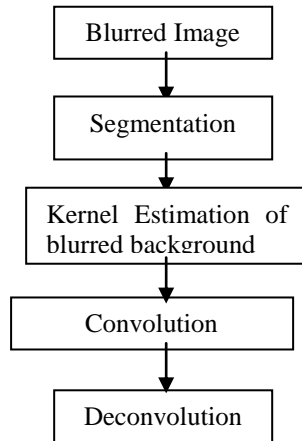 Blurred Image
Segmentation
Kernel Estimation of
blurred background
Convolution
Deconvolution